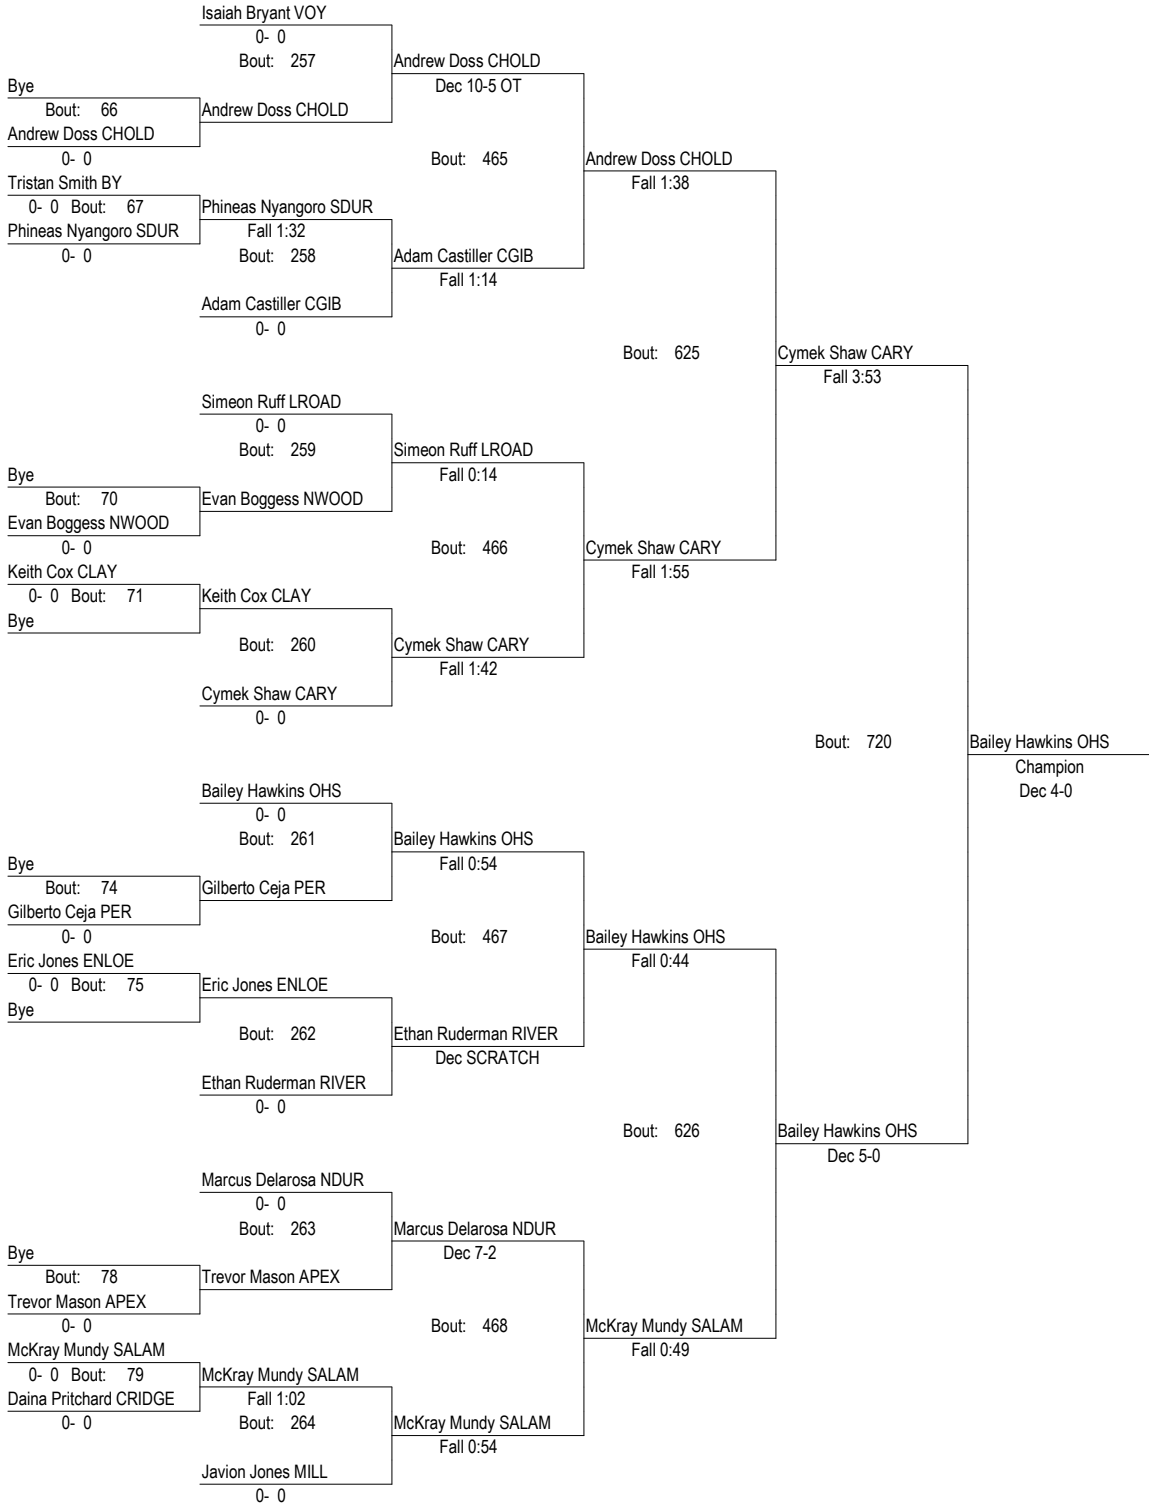 Isaiah Bryant VOY
0- 0
Bout: 257
Andrew Doss CHOLD
Dec 10-5 OT
Bye
Bout: 66
Andrew Doss CHOLD
Andrew Doss CHOLD
0- 0
Bout: 465
Andrew Doss CHOLD
Fall 1:38
Tristan Smith BY
0- 0 Bout: 67
Phineas Nyangoro SDUR
Phineas Nyangoro SDUR
Fall 1:32
0- 0
Bout: 258
Adam Castiller CGIB
Fall 1:14
Adam Castiller CGIB
0- 0
Bout: 625
Cymek Shaw CARY
Fall 3:53
Simeon Ruff LROAD
0- 0
Bout: 259
Simeon Ruff LROAD
Fall 0:14
Bye
Bout: 70
Evan Boggess NWOOD
Evan Boggess NWOOD
0- 0
Bout: 466
Cymek Shaw CARY
Fall 1:55
Keith Cox CLAY
0- 0 Bout: 71
Keith Cox CLAY
Bye
Bout: 260
Cymek Shaw CARY
Fall 1:42
Cymek Shaw CARY
0- 0
Bout: 720
Bailey Hawkins OHS
Champion
Dec 4-0
Bailey Hawkins OHS
0- 0
Bout: 261
Bailey Hawkins OHS
Fall 0:54
Bye
Bout: 74
Gilberto Ceja PER
Gilberto Ceja PER
0- 0
Bout: 467
Bailey Hawkins OHS
Fall 0:44
Eric Jones ENLOE
0- 0 Bout: 75
Eric Jones ENLOE
Bye
Bout: 262
Ethan Ruderman RIVER
Dec SCRATCH
Ethan Ruderman RIVER
0- 0
Bout: 626
Bailey Hawkins OHS
Dec 5-0
Marcus Delarosa NDUR
0- 0
Bout: 263
Marcus Delarosa NDUR
Dec 7-2
Bye
Bout: 78
Trevor Mason APEX
Trevor Mason APEX
0- 0
Bout: 468
McKray Mundy SALAM
Fall 0:49
McKray Mundy SALAM
0- 0 Bout: 79
McKray Mundy SALAM
Daina Pritchard CRIDGE
Fall 1:02
0- 0
Bout: 264
McKray Mundy SALAM
Fall 0:54
Javion Jones MILL
0- 0